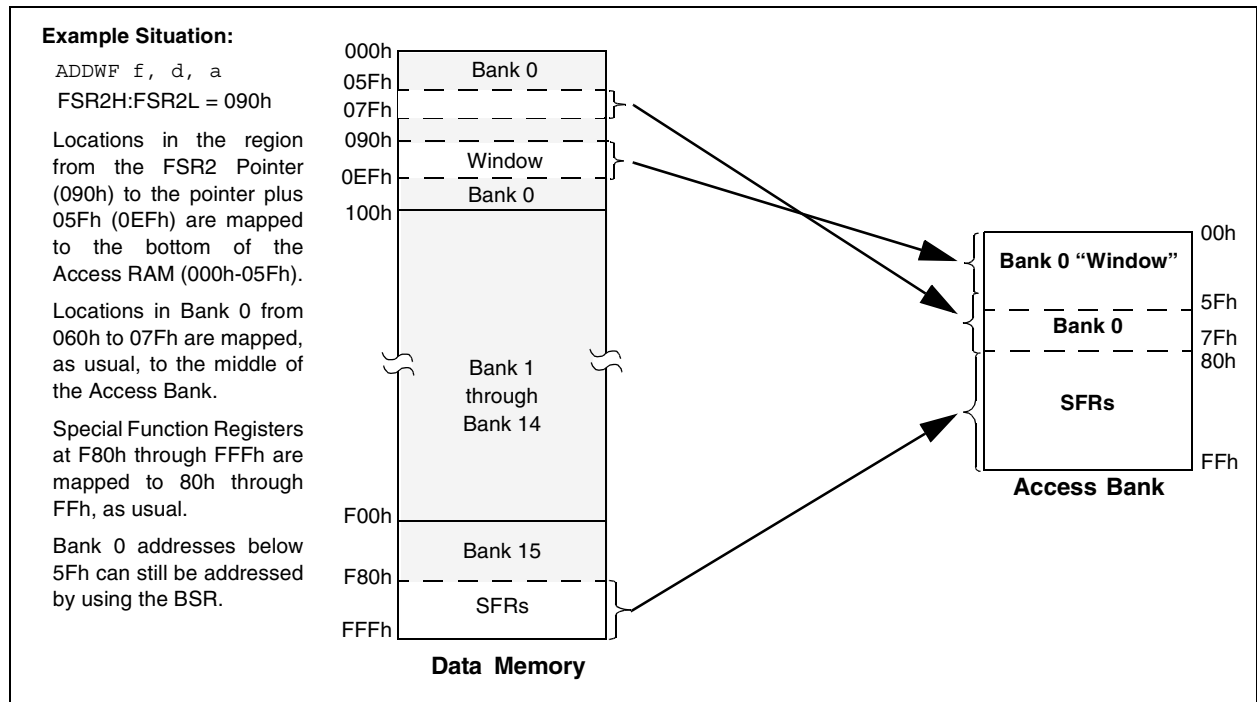 Example Situation:
ADDWF f, d, a
FSR2H:FSR2L = 090h
Locations in the region
from the FSR2 Pointer
(090h) to the pointer plus
05Fh (0EFh) are mapped
to the bottom of the
Access RAM (000h-05Fh).
Locations in Bank 0 from
060h to 07Fh are mapped,
as usual, to the middle of
the Access Bank.
Special Function Registers
at F80h through FFFh are
mapped to 80h through
FFh, as usual.
Bank 0 addresses below
5Fh can still be addressed
by using the BSR.
000h
05Fh
07Fh
090h
0EFh
100h
F00h
F80h
FFFh
Bank 0
Window
Bank 0
Bank 1
through
Bank 14
Bank 15
SFRs
Data Memory
Bank 0 “Window”
Bank 0
SFRs
00h
5Fh
7Fh
80h
FFh
Access Bank